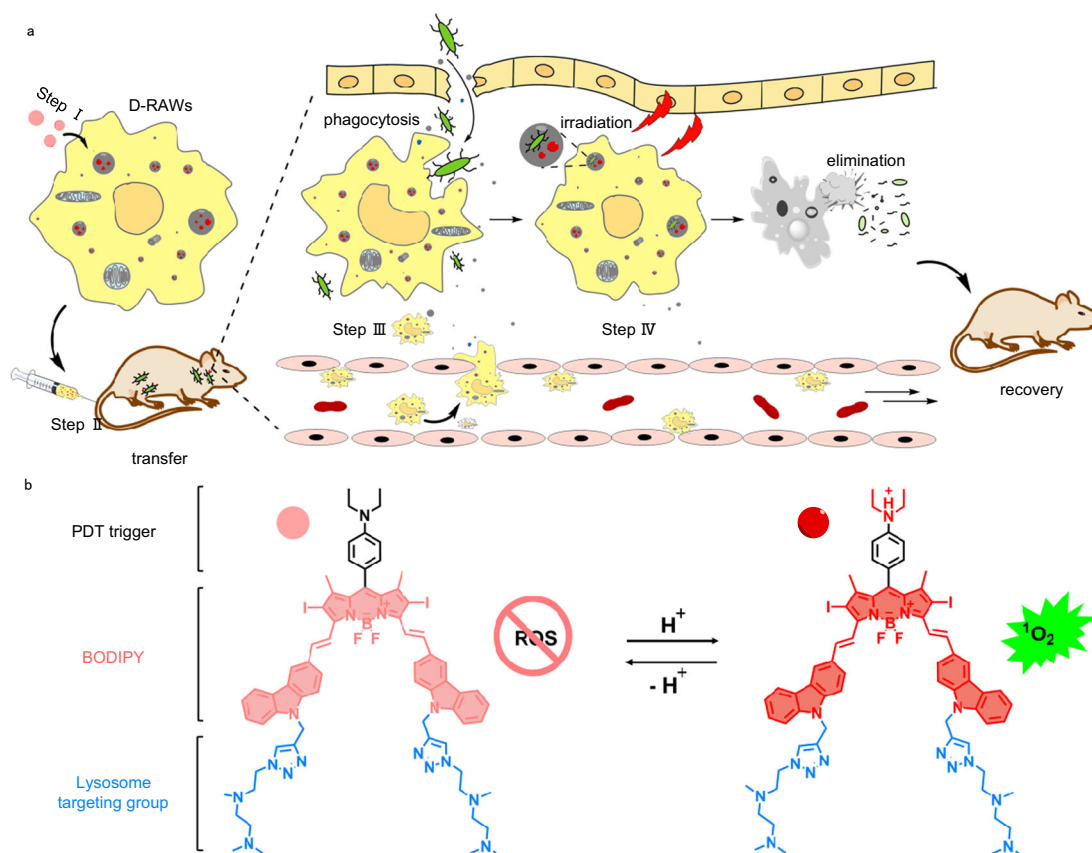 a
Step Ⅰ
D-RAWs
phagocytosis
irradiation
elimination
Step Ⅲ
Step Ⅳ
Step Ⅱ
transfer
recovery
b
PDT trigger
BODIPY
Lysosome
targeting group
N
I
I
N
N
+
B
F
F
N
N
N
N
N
N
N
N
N
N
N
N
ROS
H+
- H+
H
+
N
I
I
N
N
+
B
F
F
N
N
N
N
N
N
N
N
N
N
N
N
¹O₂